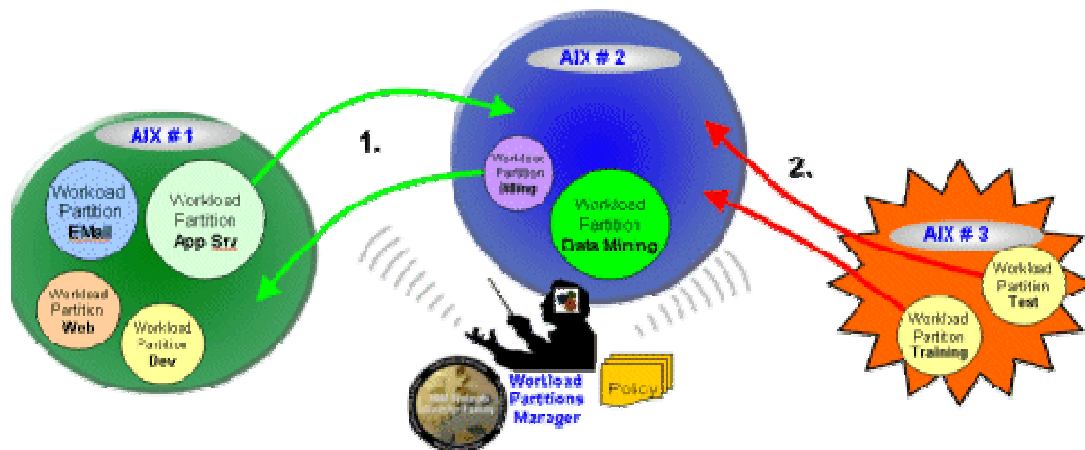 AIX # 1
Workload
Partition
EMail
Workload
Partition
App Srv
Workload
Partition
Web
Workload
Partition
Dev
1.
AIX # 2
Workload
Partition
Billing
Workload
Partition
Data Mining
2.
AIX # 3
Workload
Partition
Test
Workload
Partition
Training
Workload
Partitions
Manager
Policy